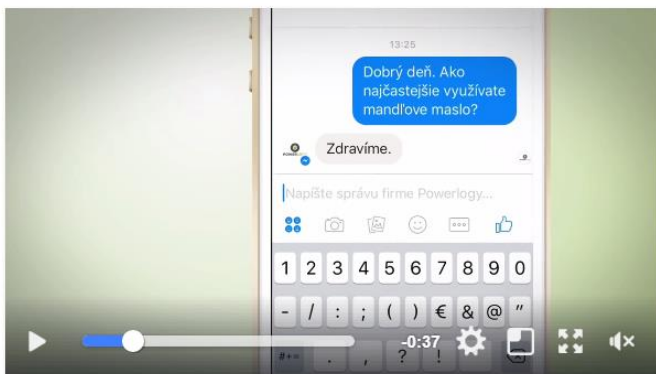 13:25
Dobrý deň. Ako
najčastejšie využívate
mandľove maslo?
Zdravíme.
Napíšte správu firme Powerlogy...
1 2 3 4 5 6 7 8 9 0
- / : ; ( ) € & @ "
#+= . , ? !
-0:37